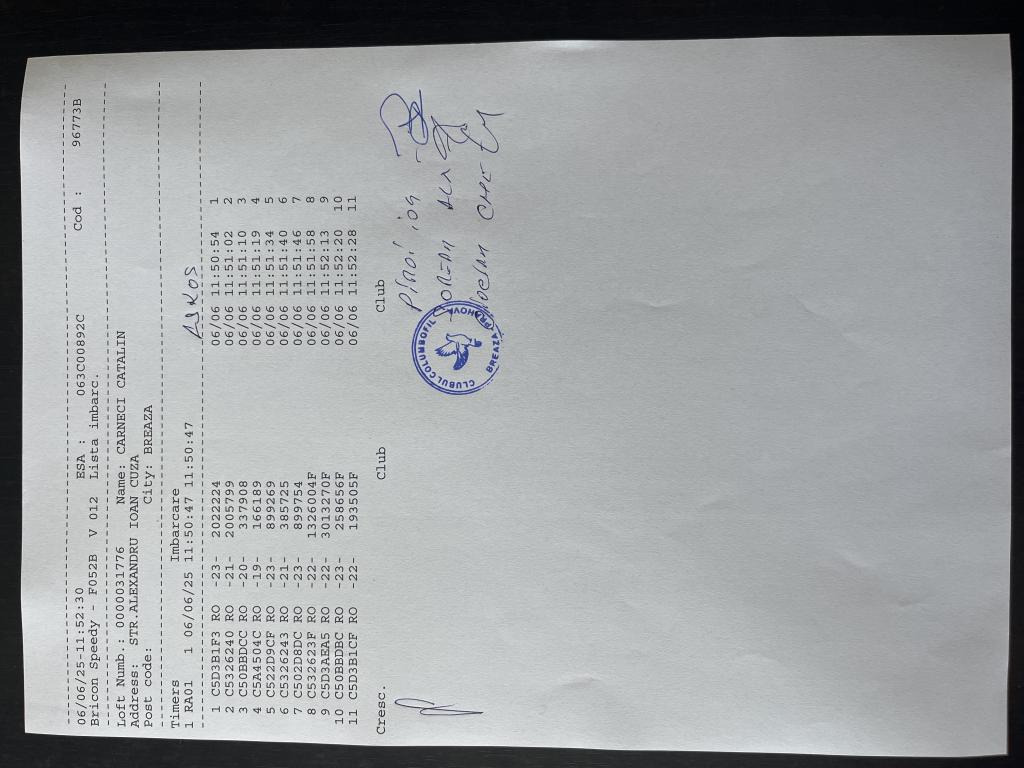 --------------------------------------------------------------------------------
06/06/25-11:52:30 ESA : 063C00892C Cod : 96773B
Bricon Speedy - F052B V 012 Lista imbarc.
--------------------------------------------------------------------------------
Loft Numb.: 0000031776 Name: CARNECI CATALIN
Address: STR.ALEXANDRU IOAN CUZA
Post code: City: BREAZA
--------------------------------------------------------------------------------
Timers Imbarcare
1 RA01 1 06/06/25 11:50:47 11:50:47 11:50:47
--------------------------------------------------------------------------------
1 C5D3B1F3 RO -23- 2022224 06/06 11:50:54 1
2 C5326240 RO -21- 2005799 06/06 11:51:02 2
3 C50BBDCC RO -20- 337908 06/06 11:51:10 3
4 C5A4504C RO -19- 166189 06/06 11:51:19 4
5 C522D9CF RO -23- 899269 06/06 11:51:34 5
6 C5326243 RO -21- 385725 06/06 11:51:40 6
7 C502D8DC RO -23- 899754 06/06 11:51:46 7
8 C532623F RO -22- 1326004F 06/06 11:51:58 8
9 C5D3AEA5 RO -22- 3013270F 06/06 11:52:13 9
10 C50BBDBC RO -23- 258656F 06/06 11:52:20 10
11 C5D3B1CF RO -22- 193505F 06/06 11:52:28 11
Cresc. Club Club
CLUBUL COLUMBOFIL
BREAZA PRAHOVA